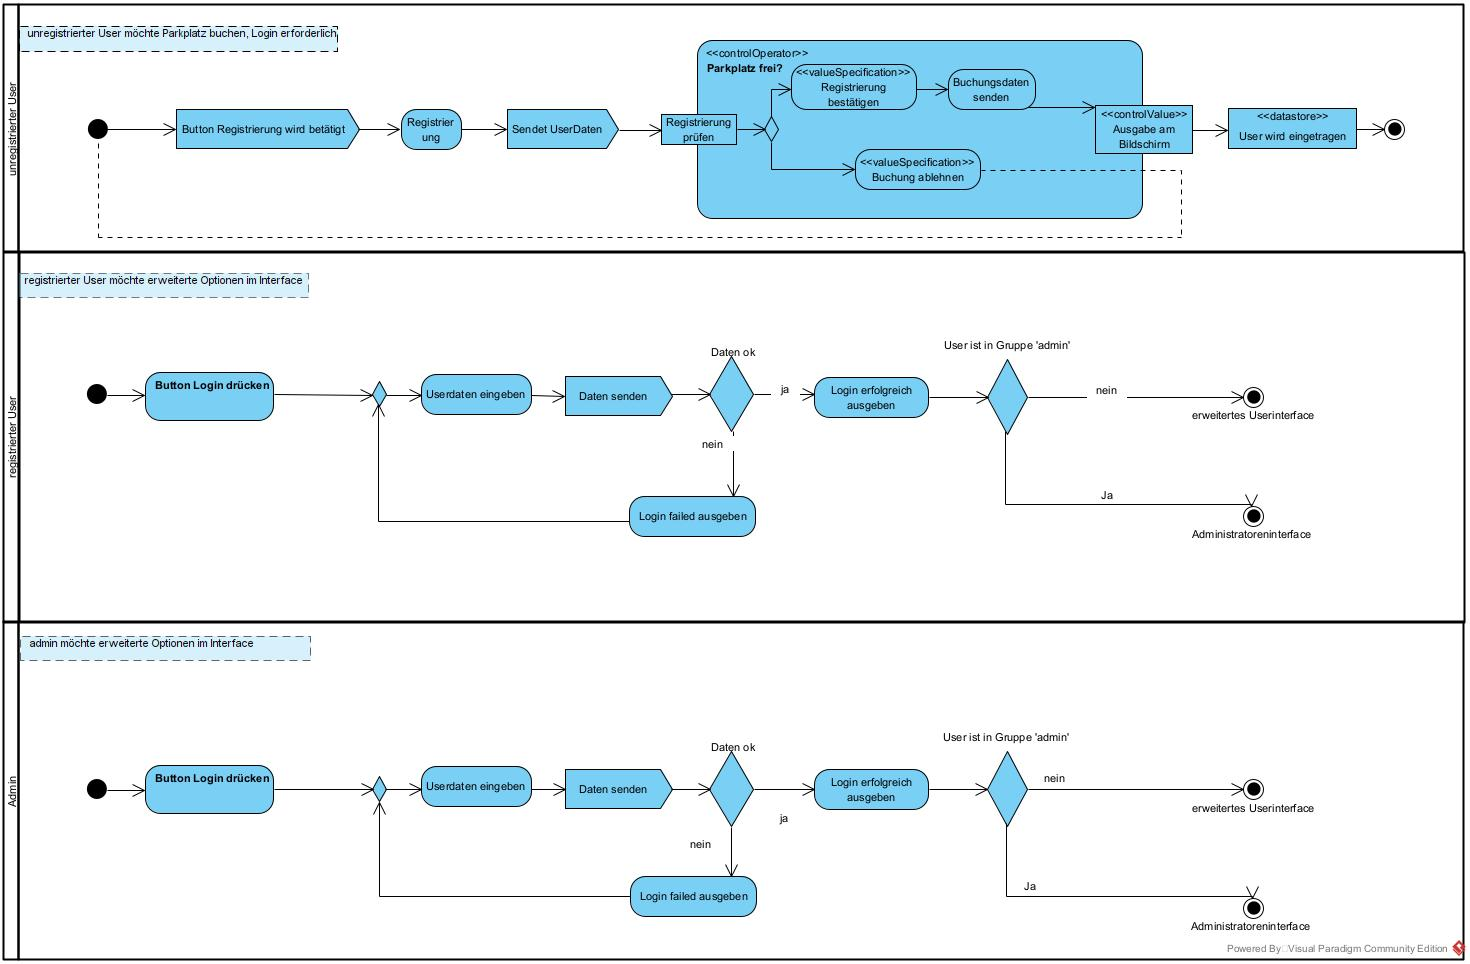 unregistrierter User
unregistrierter User möchte Parkplatz buchen, Login erforderlich
Button Registrierung wird betätigt
Registrier
ung
Sendet UserDaten
Registrierung
prüfen
<<controlOperator>>
Parkplatz frei?
<<valueSpecification>>
Registrierung
bestätigen
Buchungsdaten
senden
<<valueSpecification>>
Buchung ablehnen
<<controlValue>>
Ausgabe am
Bildschirm
<<datastore>>
User wird eingetragen
registrierter User
registrierter User möchte erweiterte Optionen im Interface
Button Login drücken
Userdaten eingeben
Daten senden
Daten ok
ja
nein
Login failed ausgeben
Login erfolgreich
ausgeben
User ist in Gruppe 'admin'
nein
erweitertes Userinterface
Ja
Administratoreninterface
Admin
admin möchte erweiterte Optionen im Interface
Button Login drücken
Userdaten eingeben
Daten senden
Daten ok
ja
nein
Login failed ausgeben
Login erfolgreich
ausgeben
User ist in Gruppe 'admin'
nein
erweitertes Userinterface
Ja
Administratoreninterface
Powered By Visual Paradigm Community Edition